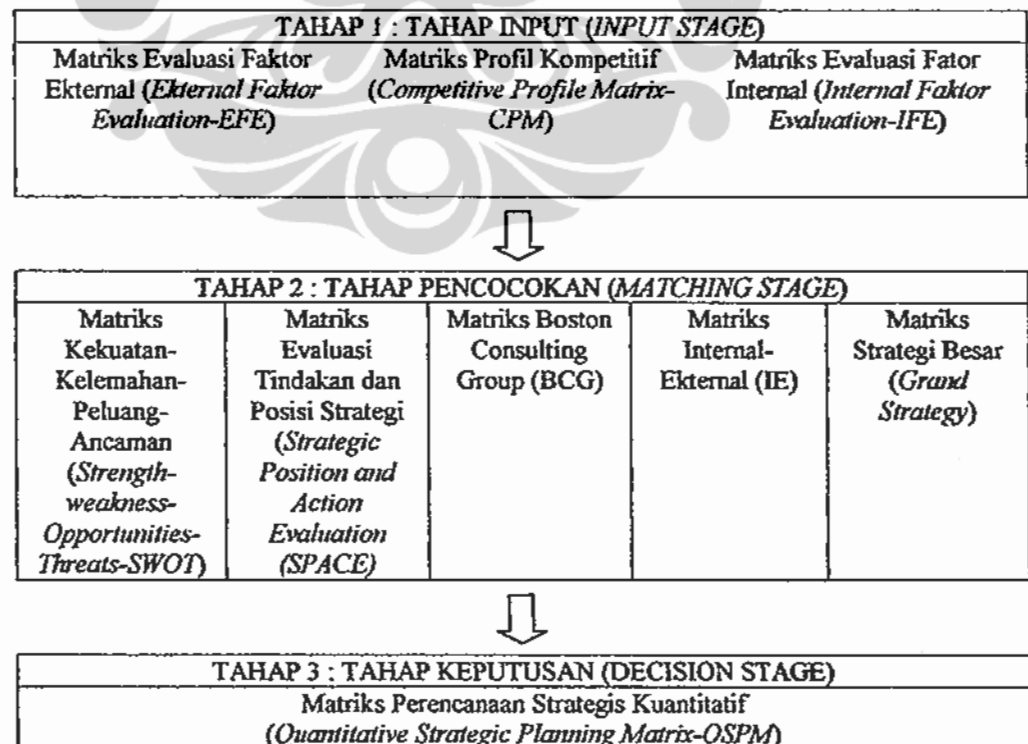 TAHAP 1 : TAHAP INPUT (INPUT STAGE)
Matriks Evaluasi Faktor
Ekternal (Ekternal Faktor
Evaluation-EFE)
Matriks Profil Kompetitif
(Competitive Profile Matrix-
CPM)
Matriks Evaluasi Fator
Internal (Internal Faktor
Evaluation-IFE)
TAHAP 2 : TAHAP PENCOCOKAN (MATCHING STAGE)
Matriks
Kekuatan-
Kelemahan-
Peluang-
Ancaman
(Strength-
weakness-
Opportunities-
Threats-SWOT)
Matriks
Evaluasi
Tindakan dan
Posisi Strategi
(Strategic
Position and
Action
Evaluation
(SPACE)
Matriks Boston
Consulting
Group (BCG)
Matriks
Internal-
Ekternal (IE)
Matriks
Strategi Besar
(Grand
Strategy)
TAHAP 3 : TAHAP KEPUTUSAN (DECISION STAGE)
Matriks Perencanaan Strategis Kuantitatif
(Quantitative Strategic Planning Matrix-QSPM)